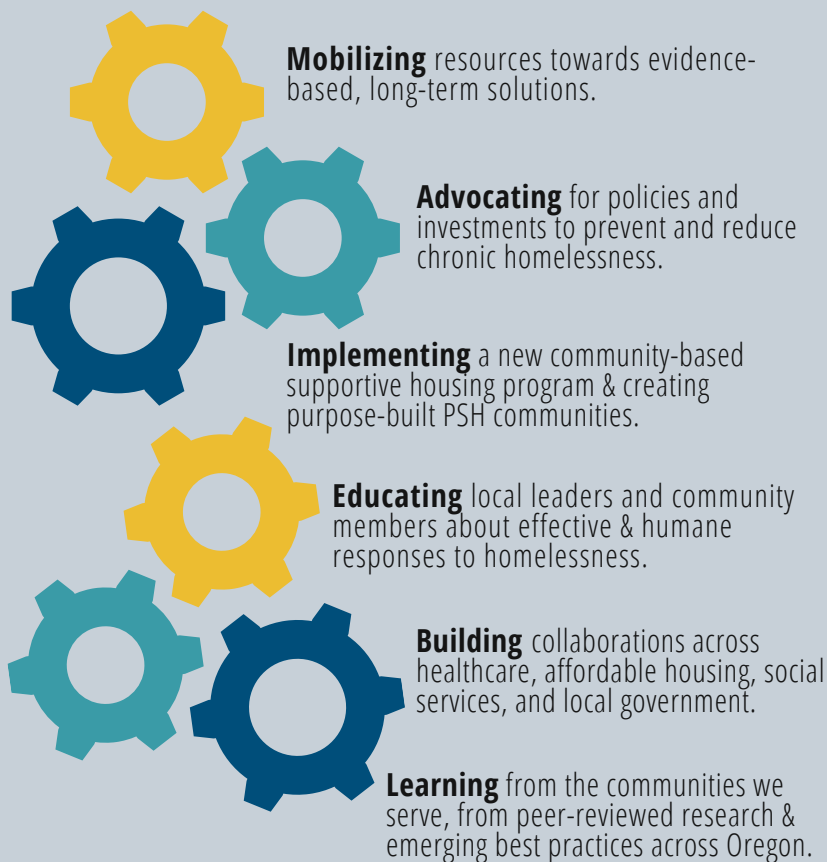 Mobilizing resources towards evidence-
based, long-term solutions.
Advocating for policies and
investments to prevent and reduce
chronic homelessness.
Implementing a new community-based
supportive housing program & creating
purpose-built PSH communities.
Educating local leaders and community
members about effective & humane
responses to homelessness.
Building collaborations across
healthcare, affordable housing, social
services, and local government.
Learning from the communities we
serve, from peer-reviewed research &
emerging best practices across Oregon.